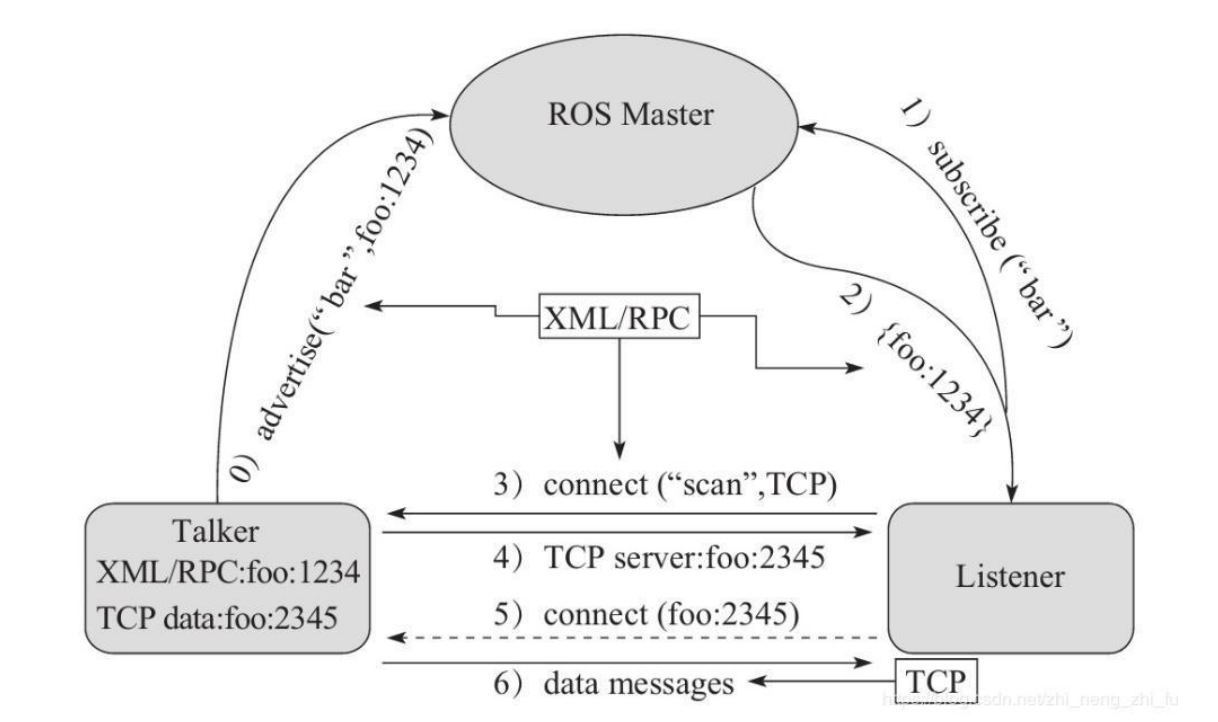 ROS Master
0）advertise(“bar”,foo:1234)
1）subscribe (“bar”)
2）{foo:1234}
XML/RPC
3）connect (“scan”,TCP)
4）TCP server:foo:2345
5）connect (foo:2345)
6）data messages
Talker
XML/RPC:foo:1234
TCP data:foo:2345
Listener
TCP
https://blog.csdn.net/zhi_neng_zhi_fu